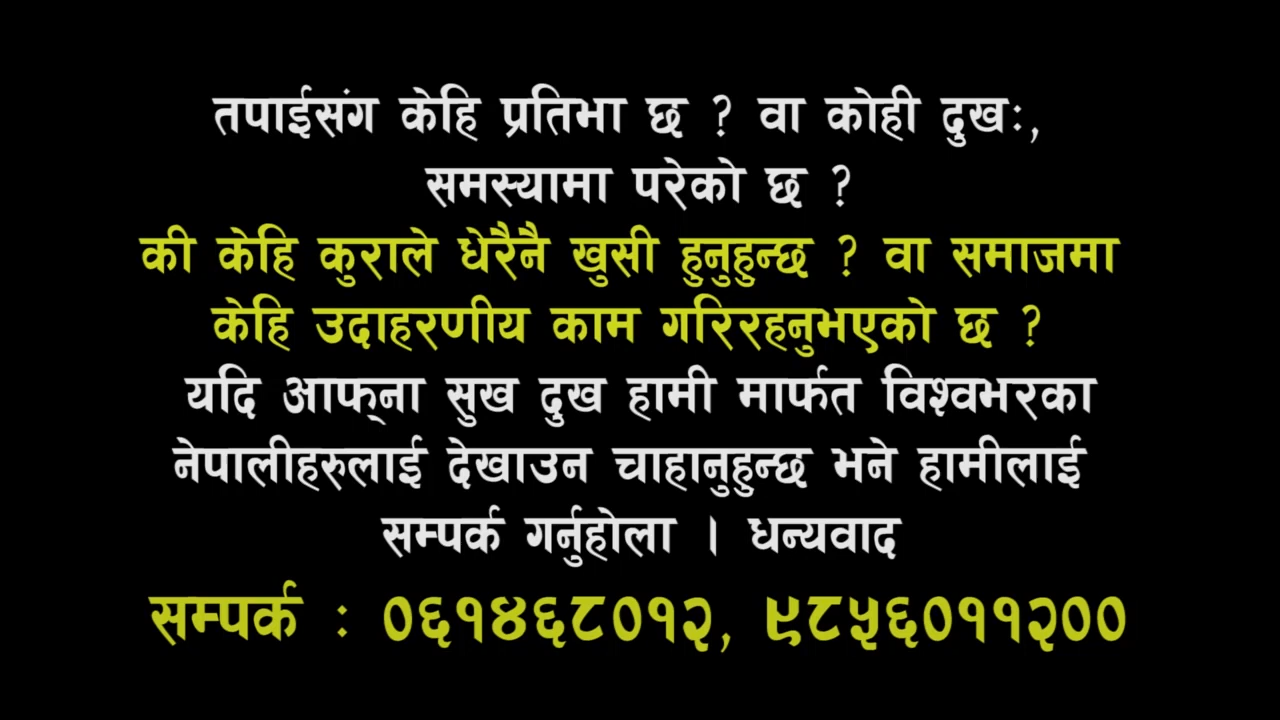 तपाईसंग केहि प्रतिभा छ ? वा कोही दुखः,
समस्यामा परेको छ ?
की केहि कुराले धेरैनै खुसी हुनुहुन्छ ? वा समाजमा
केहि उदाहरणीय काम गरिरहनुभएको छ ?
यदि आफ्‌ना सुख दुख हामी मार्फत विश्वभरका
नेपालीहरुलाई देखाउन चाहानुहुन्छ भने हामीलाई
सम्पर्क गर्नुहोला । धन्यवाद
सम्पर्क : ०६१४६८०१२, ९८५६०११२००